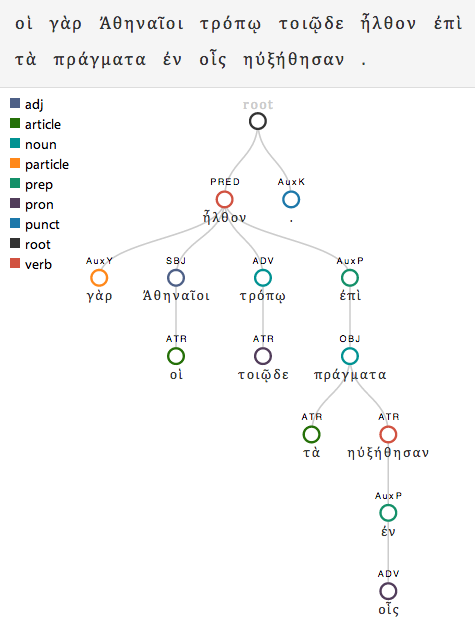 οἱ γὰρ Ἀθηναῖοι τρόπῳ τοιῷδε ἦλθον ἐπὶ
τὰ πράγματα ἐν οἷς ηὐξήθησαν .
adj
article
noun
particle
prep
pron
punct
root
verb
root
PRED AuxK
ἦλθον .
AuxY SBJ ADV AuxP
γὰρ Ἀθηναῖοι τρόπῳ ἐπὶ
ATR ATR OBJ
οἱ τοιῷδε πράγματα
ATR ATR
τὰ ηὐξήθησαν
AuxP
ἐν
ADV
οἷς